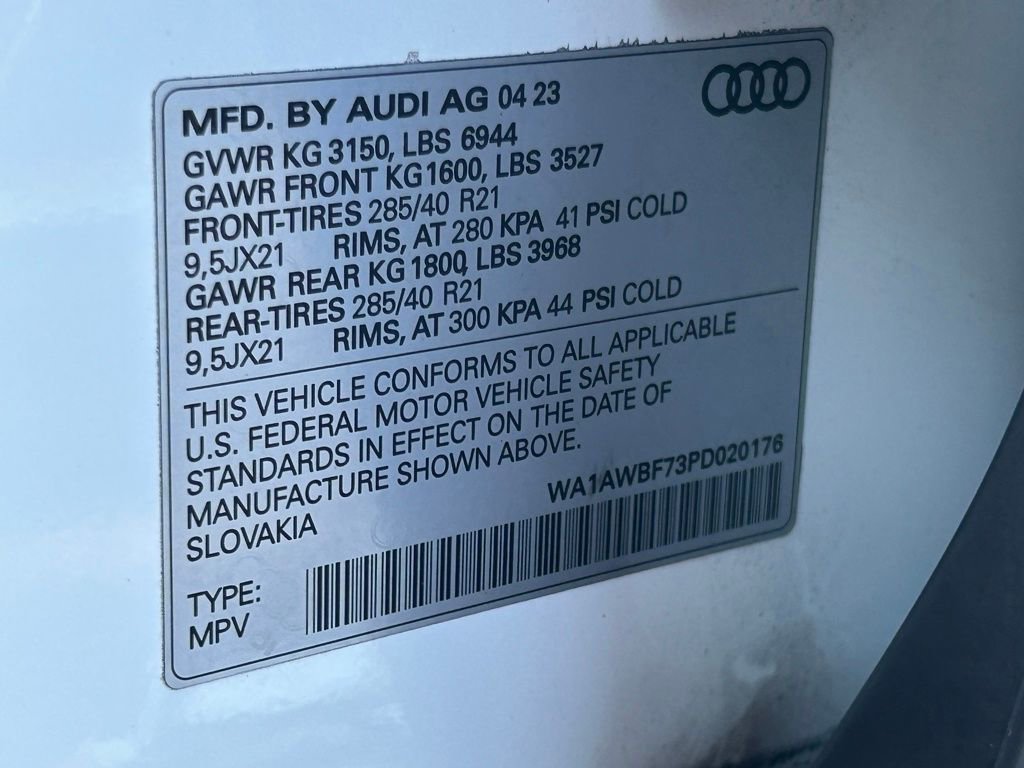 MFD. BY AUDI AG 04 23
GVWR KG 3150, LBS 6944
GAWR FRONT KG 1600, LBS 3527
FRONT-TIRES 285/40 R21
9,5JX21 RIMS, AT 280 KPA 41 PSI COLD
GAWR REAR KG 1800, LBS 3968
REAR-TIRES 285/40 R21
9,5JX21 RIMS, AT 300 KPA 44 PSI COLD
THIS VEHICLE CONFORMS TO ALL APPLICABLE
U.S. FEDERAL MOTOR VEHICLE SAFETY
STANDARDS IN EFFECT ON THE DATE OF
MANUFACTURE SHOWN ABOVE.
SLOVAKIA
WA1AWBF73PD020176
TYPE:
MPV